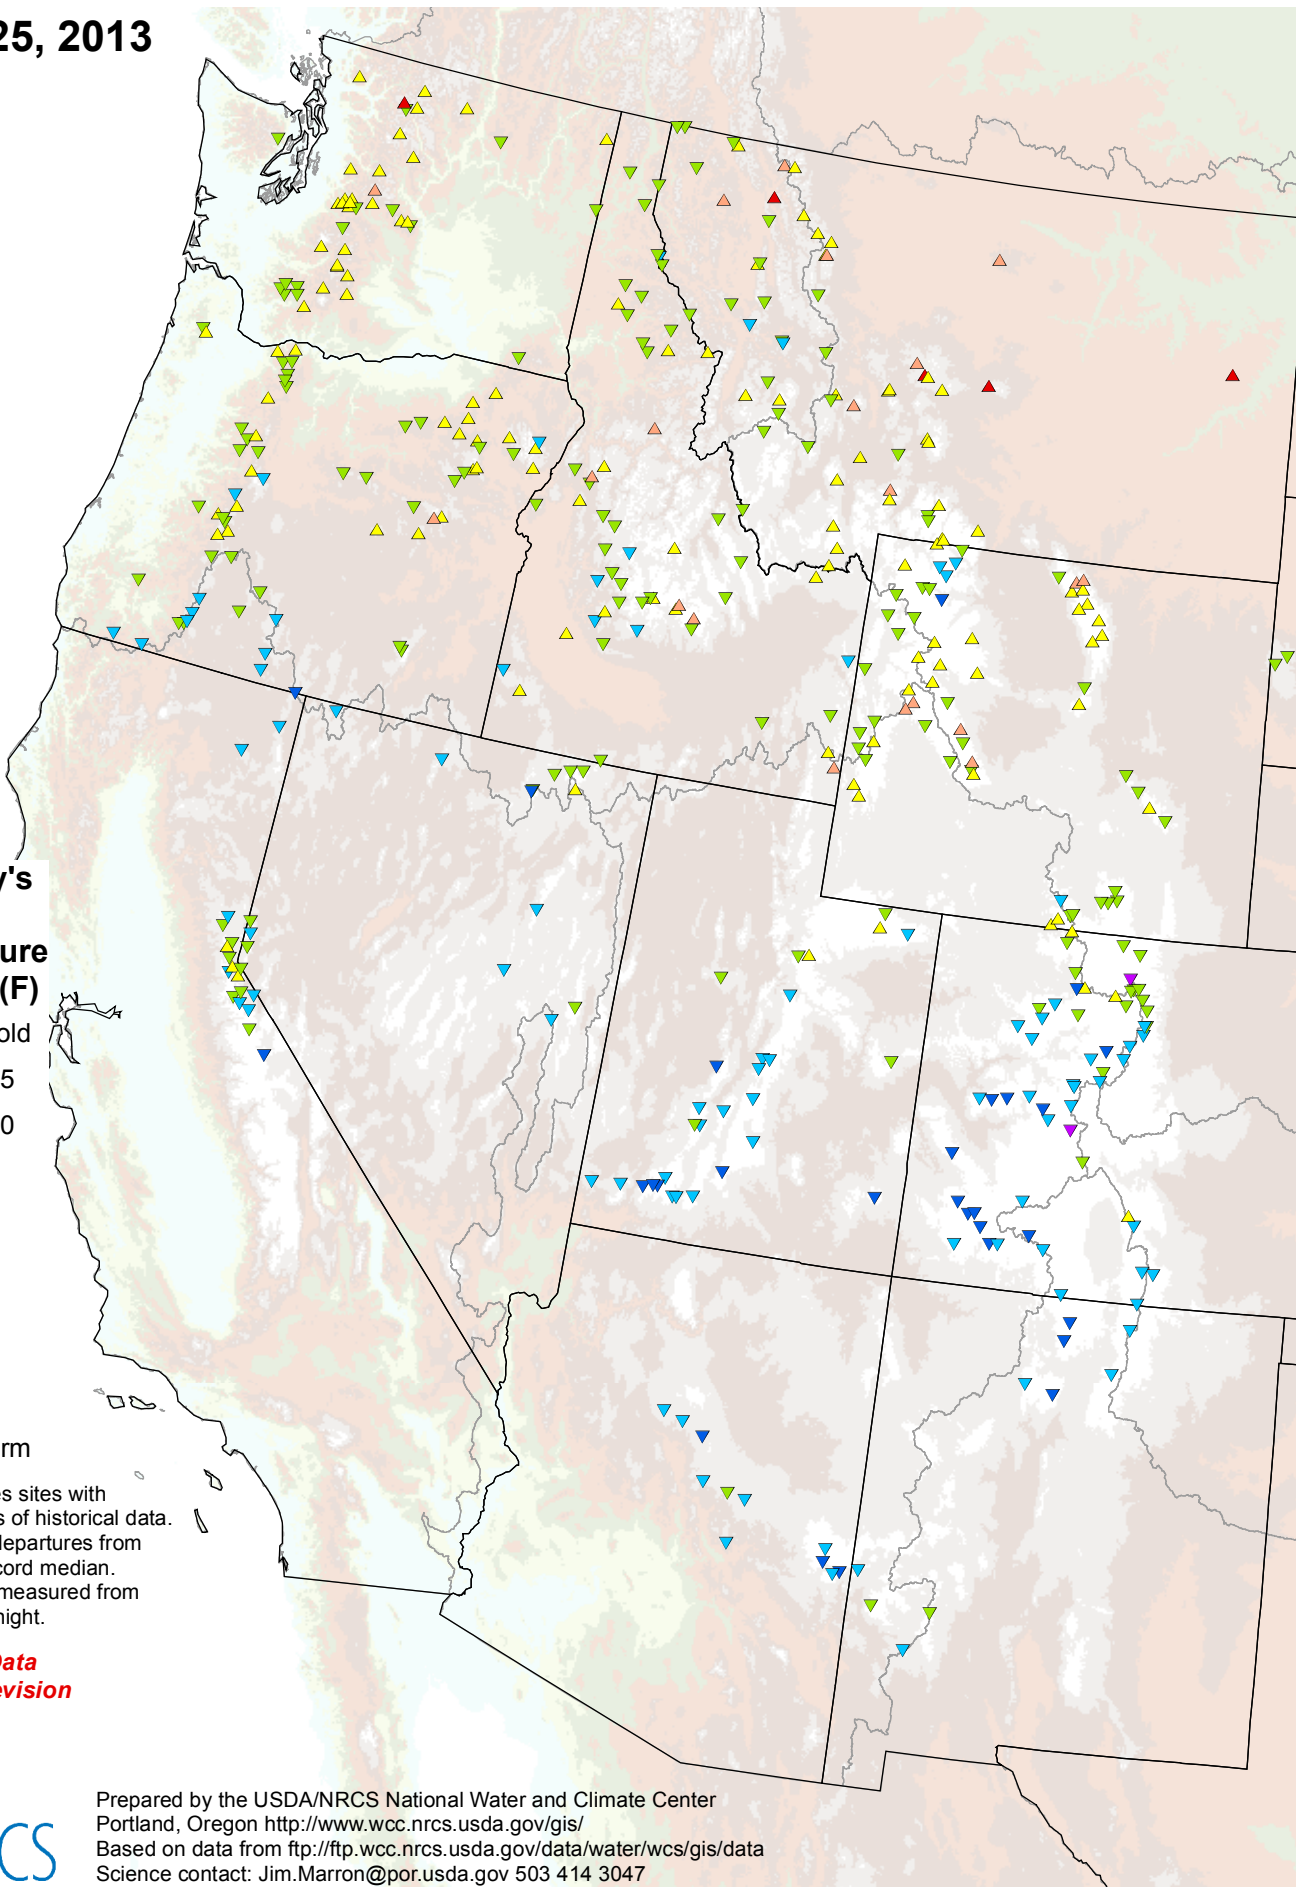 25, 2013
y's
ure
(F)
old
5
0
rm
es sites with
s of historical data.
departures from
cord median.
measured from
night.
Data
evision
CS
Prepared by the USDA/NRCS National Water and Climate Center
Portland, Oregon http://www.wcc.nrcs.usda.gov/gis/
Based on data from ftp://ftp.wcc.nrcs.usda.gov/data/water/wcs/gis/data
Science contact: Jim.Marron@por.usda.gov 503 414 3047